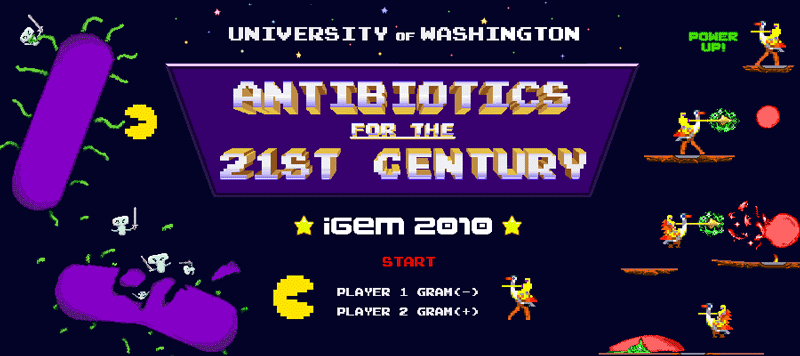 UNIVERSITY OF WASHINGTON
POWER
UP!
ANTIBIOTICS
FOR THE
21ST CENTURY
iGEM 2010
START
PLAYER 1 GRAM(-)
PLAYER 2 GRAM(+)